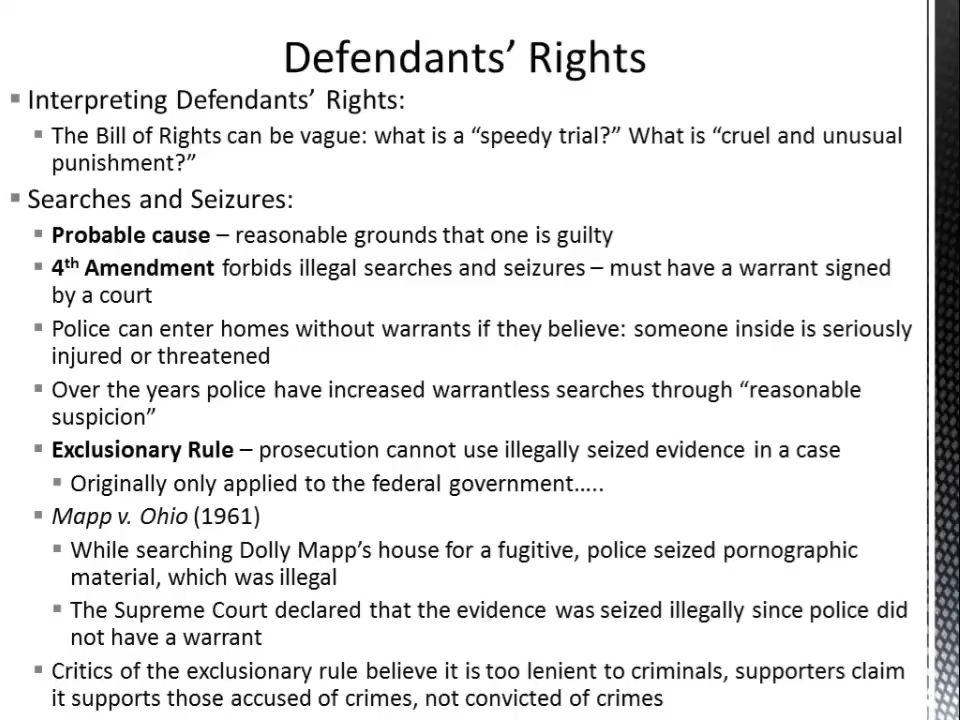 Defendants’ Rights
Interpreting Defendants’ Rights:
The Bill of Rights can be vague: what is a “speedy trial?” What is “cruel and unusual
punishment?”
Searches and Seizures:
Probable cause – reasonable grounds that one is guilty
4th Amendment forbids illegal searches and seizures – must have a warrant signed
by a court
Police can enter homes without warrants if they believe: someone inside is seriously
injured or threatened
Over the years police have increased warrantless searches through “reasonable
suspicion”
Exclusionary Rule – prosecution cannot use illegally seized evidence in a case
Originally only applied to the federal government…..
Mapp v. Ohio (1961)
While searching Dolly Mapp’s house for a fugitive, police seized pornographic
material, which was illegal
The Supreme Court declared that the evidence was seized illegally since police did
not have a warrant
Critics of the exclusionary rule believe it is too lenient to criminals, supporters claim
it supports those accused of crimes, not convicted of crimes